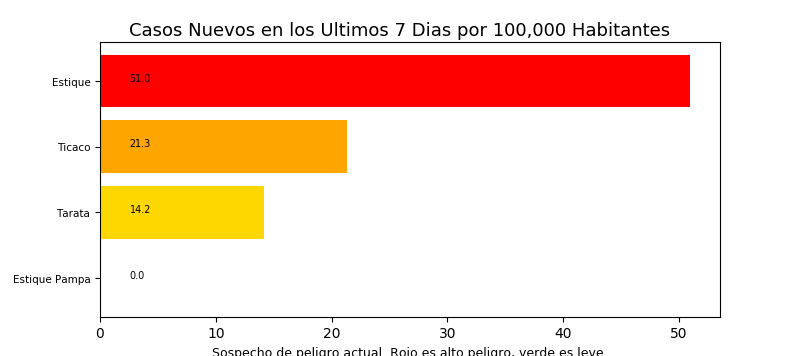 Casos Nuevos en los Ultimos 7 Dias por 100,000 Habitantes
Estique
51.0
Ticaco
21.3
Tarata
14.2
Estique Pampa
0.0
0 10 20 30 40 50
Sospecho de peligro actual. Rojo es alto peligro, verde es leve